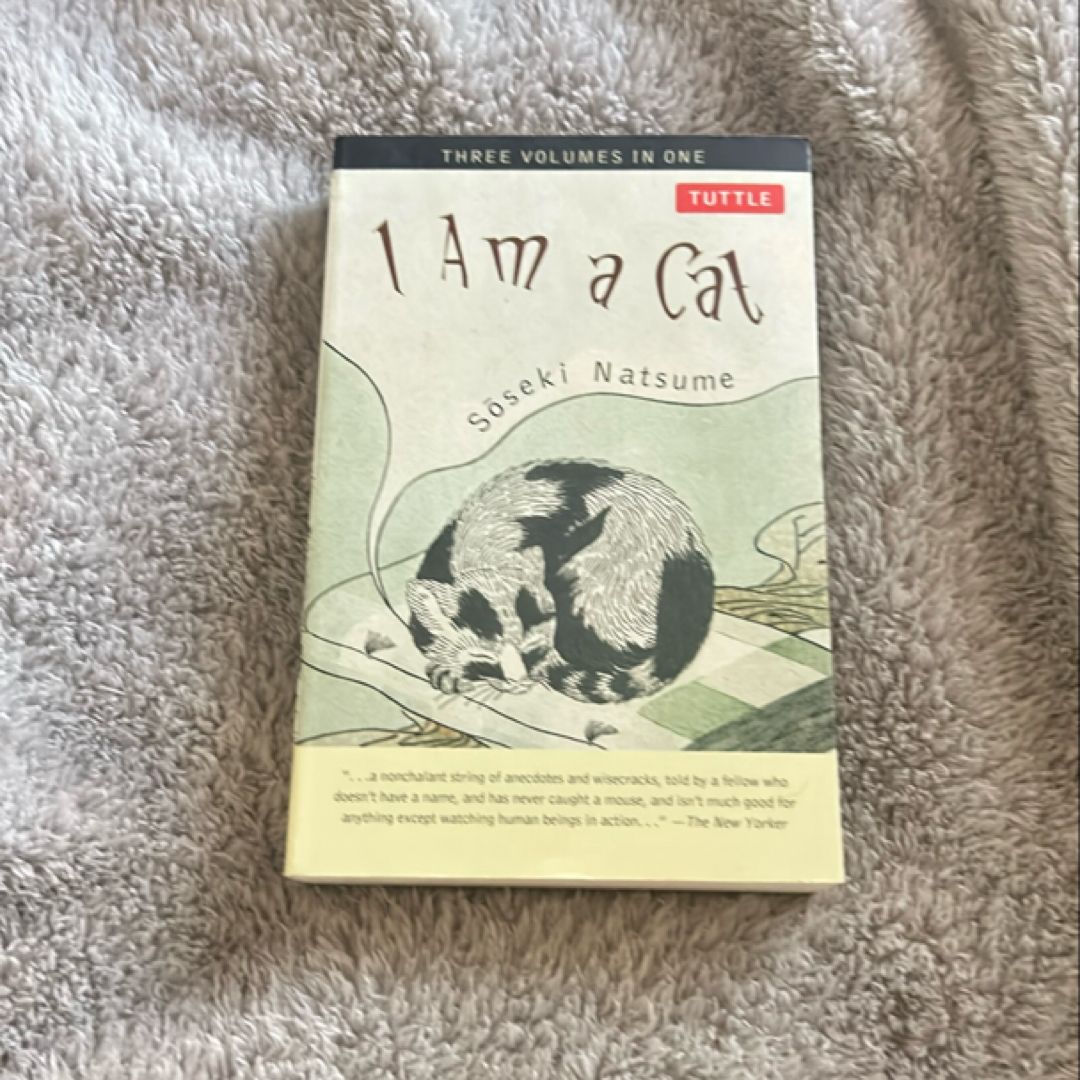 THREE VOLUMES IN ONE
TUTTLE
I Am a Cat
Sōseki Natsume
"...a nonchalant string of anecdotes and wisecracks, told by a fellow who
doesn't have a name, and has never caught a mouse, and isn't much good for
anything except watching human beings in action..." —The New Yorker